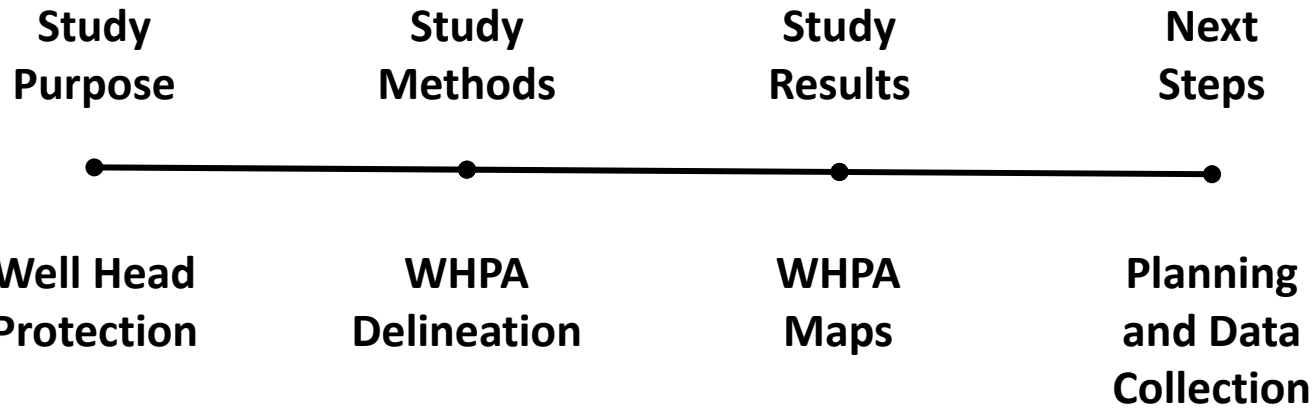 Study
Purpose
Study
Methods
Study
Results
Next
Steps
Well Head
Protection
WHPA
Delineation
WHPA
Maps
Planning
and Data
Collection